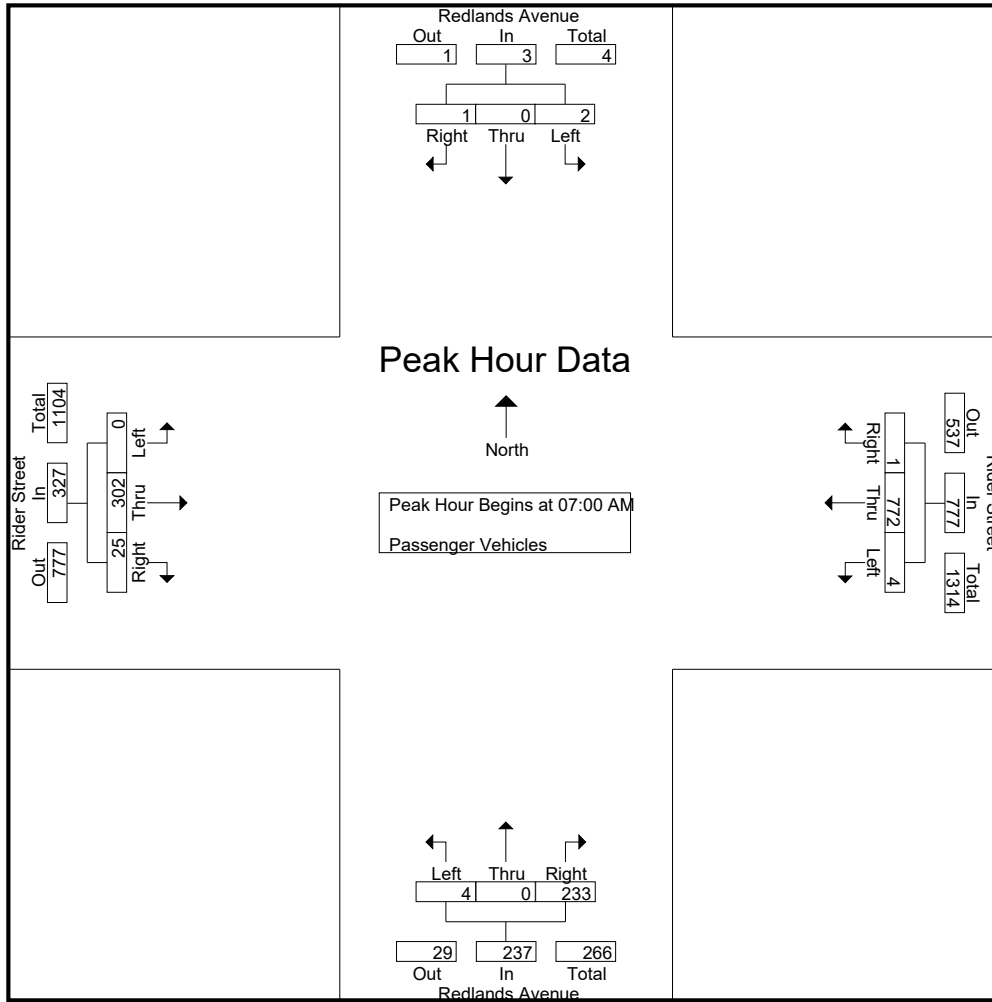 Redlands Avenue
Out In Total
1 3 4
1 0 2
Right Thru Left
Peak Hour Data
North
Peak Hour Begins at 07:00 AM
Passenger Vehicles
Rider Street
Total In Out
1104 327 777
0 302 25
Left Thru Right
Rider Street
Out In Total
537 777 1314
1 772 4
Right Thru Left
Left Thru Right
4 0 233
29 237 266
Out In Total
Redlands Avenue